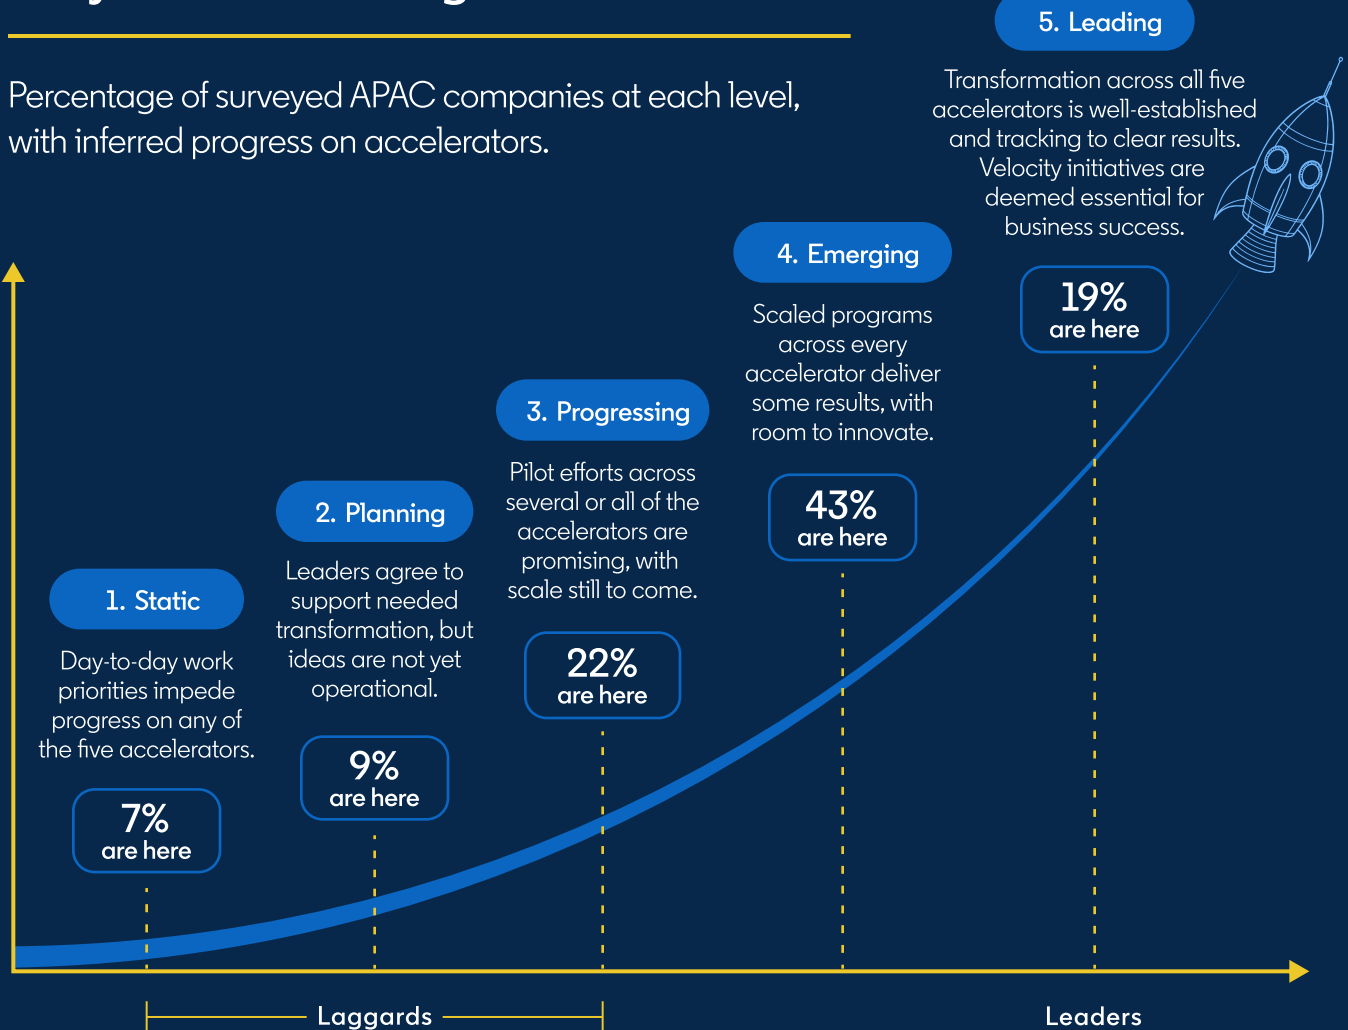 Percentage of surveyed APAC companies at each level,
with inferred progress on accelerators.
1. Static
Day-to-day work
priorities impede
progress on any of
the five accelerators.
7%
are here
2. Planning
Leaders agree to
support needed
transformation, but
ideas are not yet
operational.
9%
are here
3. Progressing
Pilot efforts across
several or all of the
accelerators are
promising, with
scale still to come.
22%
are here
4. Emerging
Scaled programs
across every
accelerator deliver
some results, with
room to innovate.
43%
are here
5. Leading
Transformation across all five
accelerators is well-established
and tracking to clear results.
Velocity initiatives are
deemed essential for
business success.
19%
are here
Laggards
Leaders